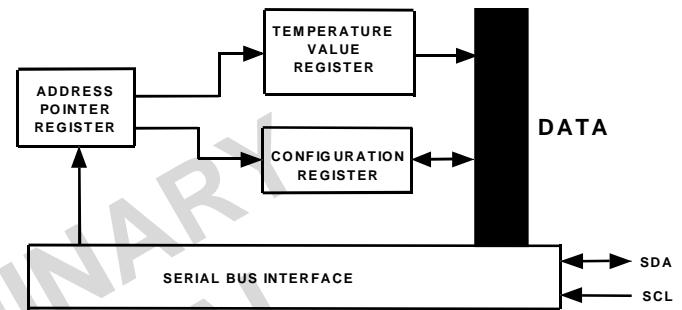 TEMPERATURE
VALUE
REGISTER
ADDRESS
POINTER
REGISTER
DATA
CONFIGURATION
REGISTER
SERIAL BUS INTERFACE
SDA
SCL